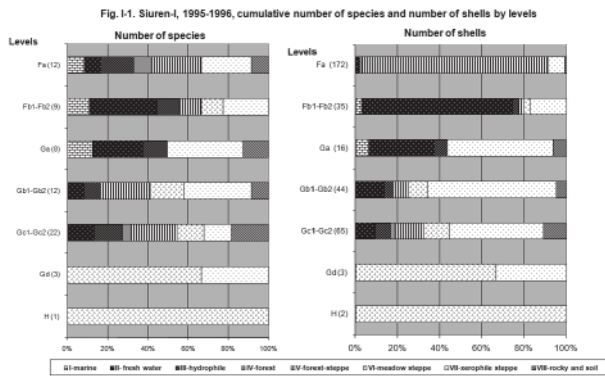 Fig. I-1. Siuren-I, 1995-1996, cumulative number of species and number of shells by levels
Levels
Number of species
Fa (12)
Fb1-Fb2 (9)
Ga (8)
Gb1-Gb2 (12)
Gc1-Gc2 (22)
Gd (3)
H (1)
0% 20% 40% 60% 80% 100%
Levels
Number of shells
Fa (172)
Fb1-Fb2 (35)
Ga (16)
Gb1-Gb2 (44)
Gc1-Gc2 (65)
Gd (3)
H (2)
0% 20% 40% 60% 80% 100%
I-marine II- fresh water III-hydrophile IV-forest IV-forest-steppe VI-meadow steppe VII-xerophile steppe VIII-rocky and soil